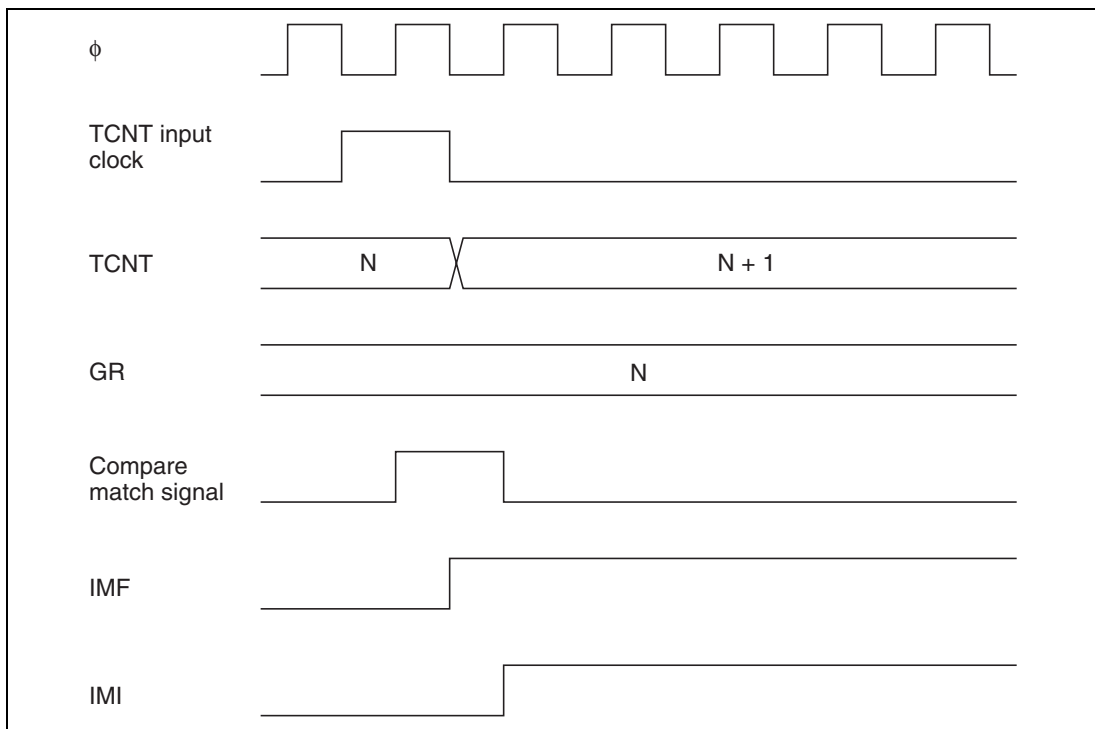 ϕ
TCNT input
clock
TCNT
N
N + 1
GR
N
Compare
match signal
IMF
IMI